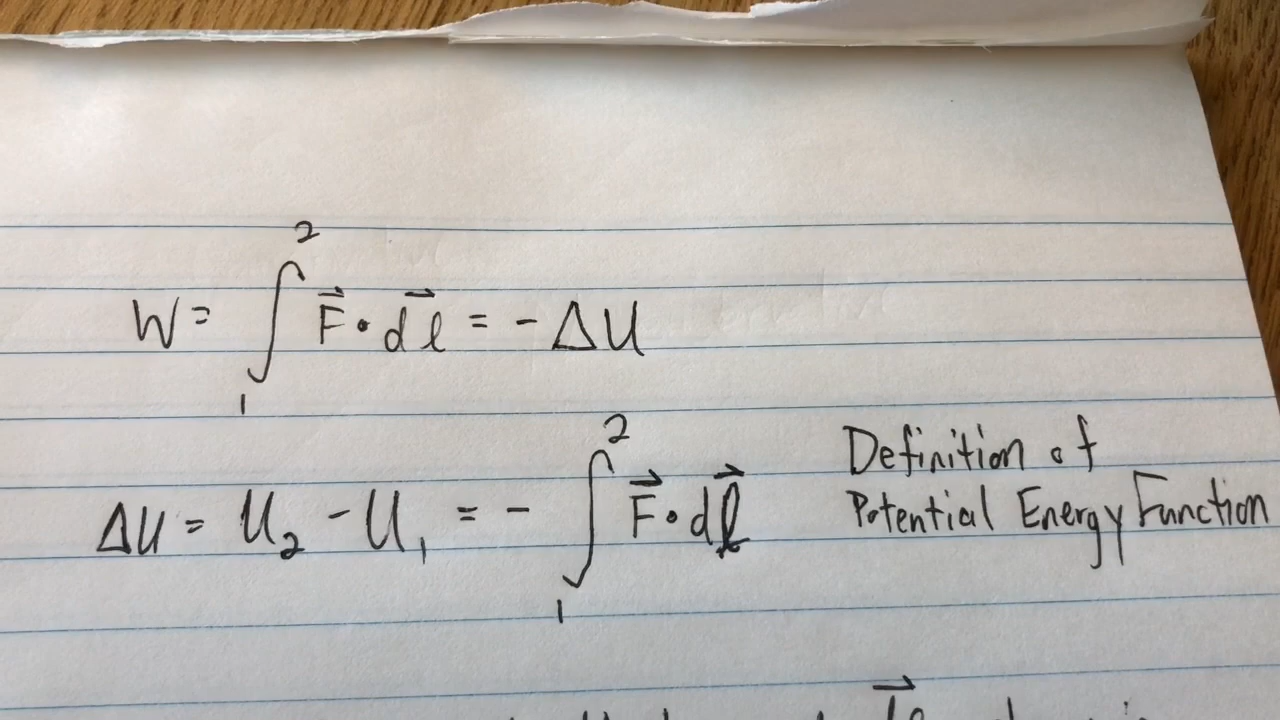 W = ∫₁² F⃗ • dl⃗ = -ΔU
ΔU = U₂ - U₁ = - ∫₁² F⃗ • dl⃗
Definition of
Potential Energy Function